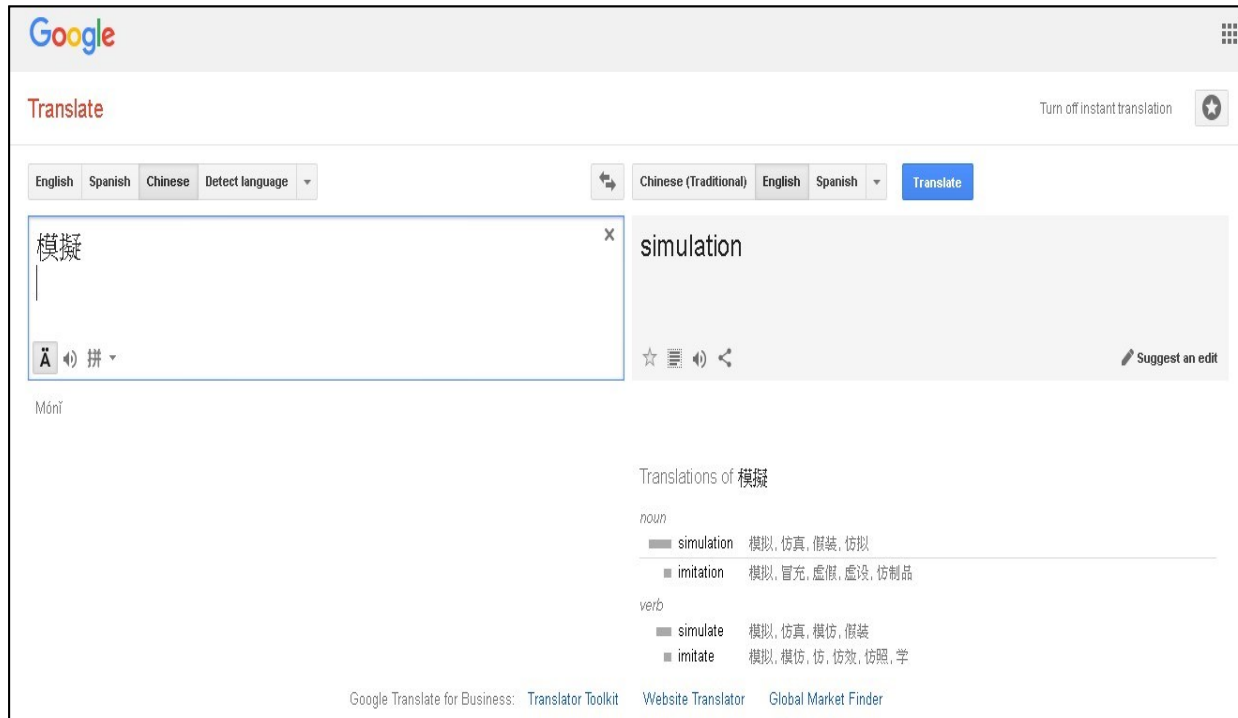 Google
Translate
Turn off instant translation
English Spanish Chinese Detect language
Chinese (Traditional) English Spanish Translate
模擬
simulation
Ä 拼
Suggest an edit
Mónǐ
Translations of 模擬
noun
simulation 模拟, 仿真, 假装, 仿拟
imitation 模拟, 冒充, 虚假, 虚没, 仿制品
verb
simulate 模拟, 仿真, 模仿, 假装
imitate 模拟, 模仿, 仿, 仿效, 仿照, 学
Google Translate for Business: Translator Toolkit Website Translator Global Market Finder